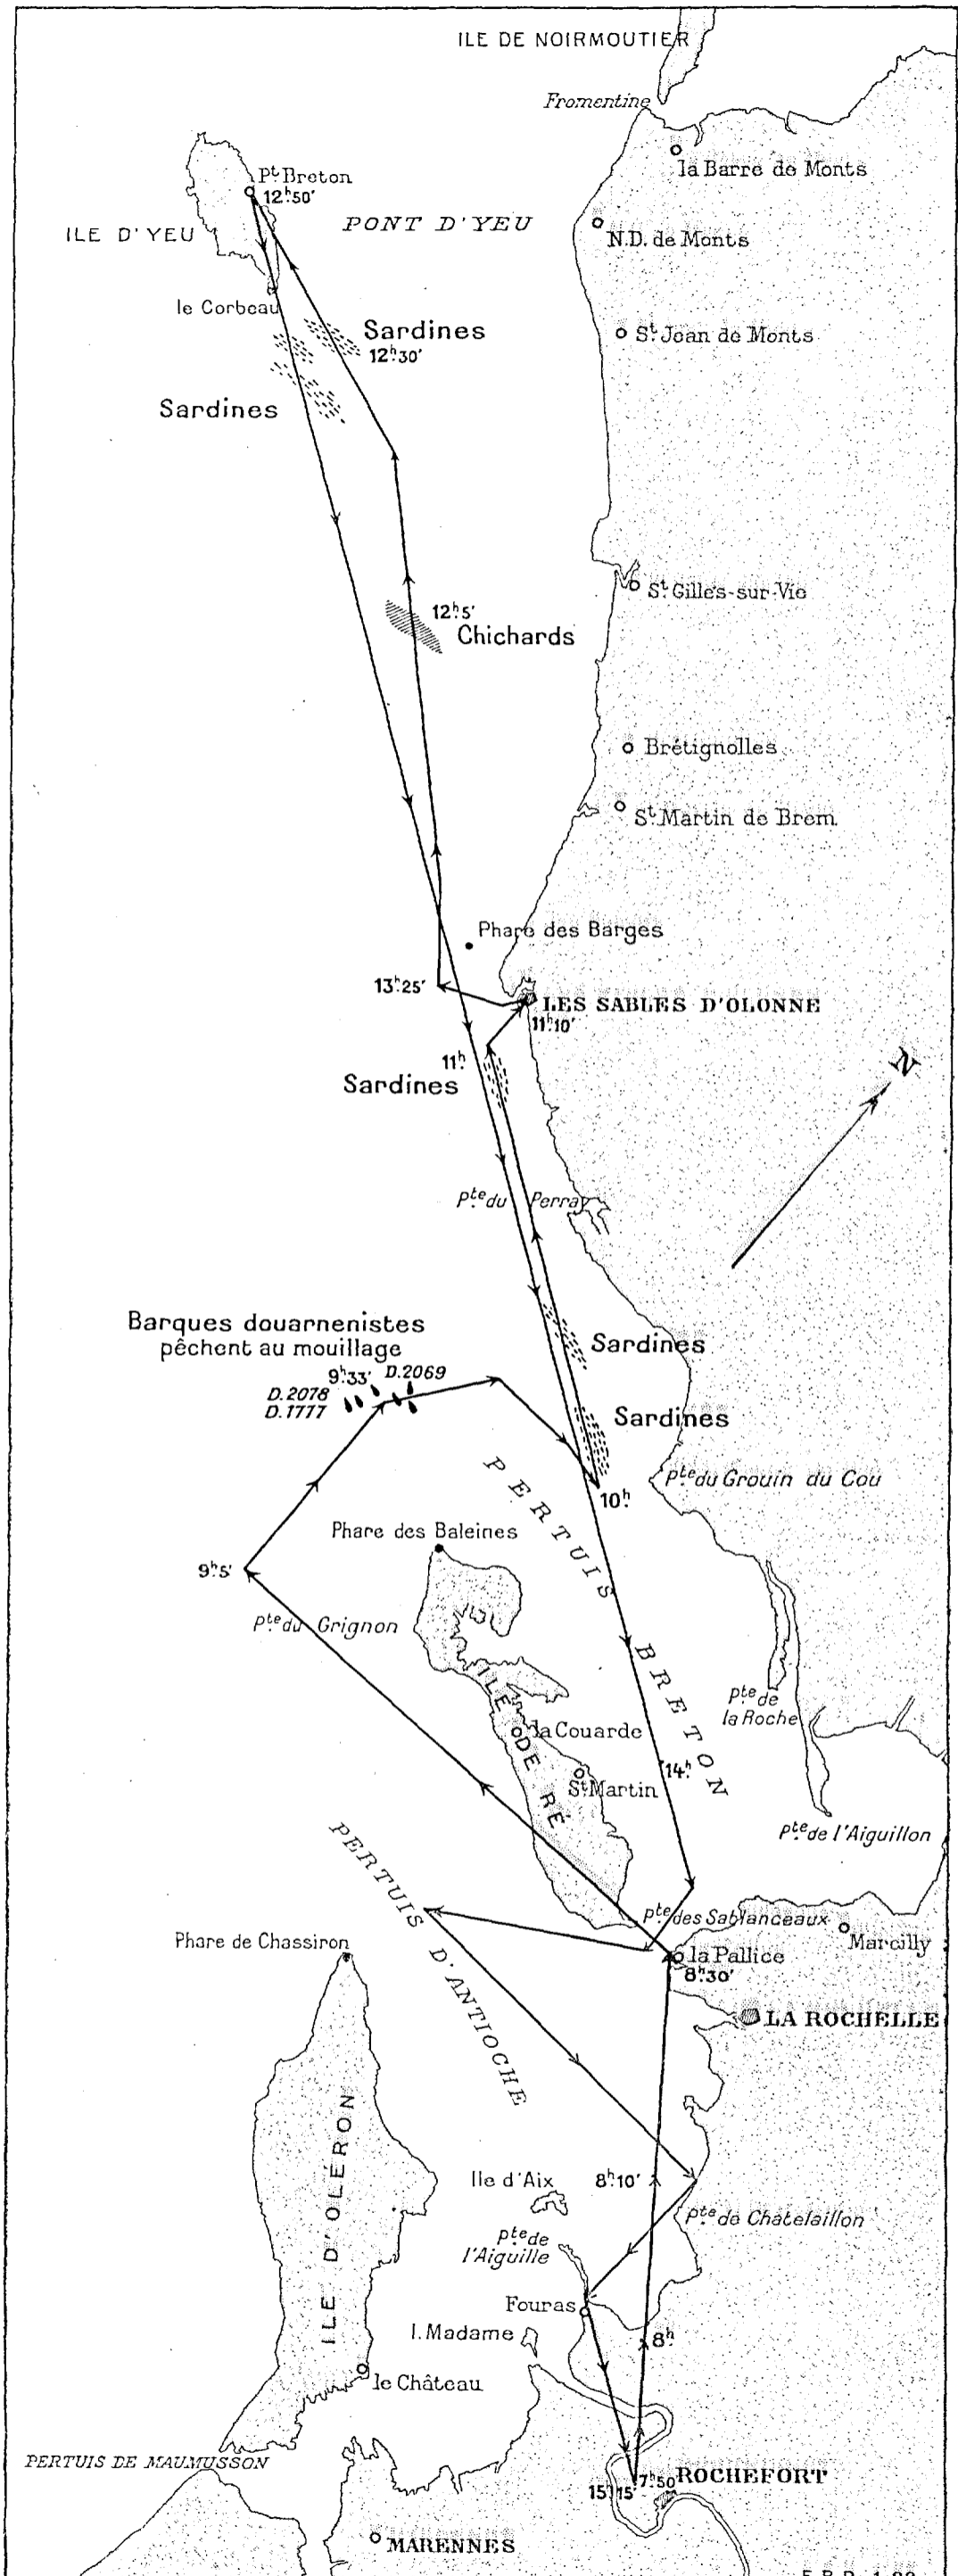 ILE DE NOIRMOUTIER
Fromentine
la Barre de Monts
Pt Breton
12h50'
ILE D'YEU
PONT D'YEU
N.D. de Monts
le Corbeau
Sardines
12h30'
St Jean de Monts
Sardines
St Gilles-sur-Vie
12h5'
Chichards
Brétignolles
St Martin de Brem
Phare des Barges
13h25'
LES SABLES D'OLONNE
11h10'
11h
Sardines
N
Pte du Perray
Barques douarnenistes
pêchent au mouillage
9h33'
D.2069
D.2078
D.1777
Sardines
Sardines
Pte du Grouin du Cou
10h
PERTUIS BRETON
Phare des Baleines
9h5'
Pte du Grignon
ILE DE RÉ
la Couarde
Pte de
la Roche
14h
St Martin
Pte de l'Aiguillon
PERTUIS D'ANTIOCHE
Pte des Sablanceaux
Marcilly
Phare de Chassiron
la Pallice
8h30'
LA ROCHELLE
ILE D'OLÉRON
Ile d'Aix
8h10'
Pte de Châtelaillon
Pte de
l'Aiguille
Fouras
I. Madame
8h
le Château
PERTUIS DE MAUMUSSON
15h15'
7h50
ROCHEFORT
MARENNES